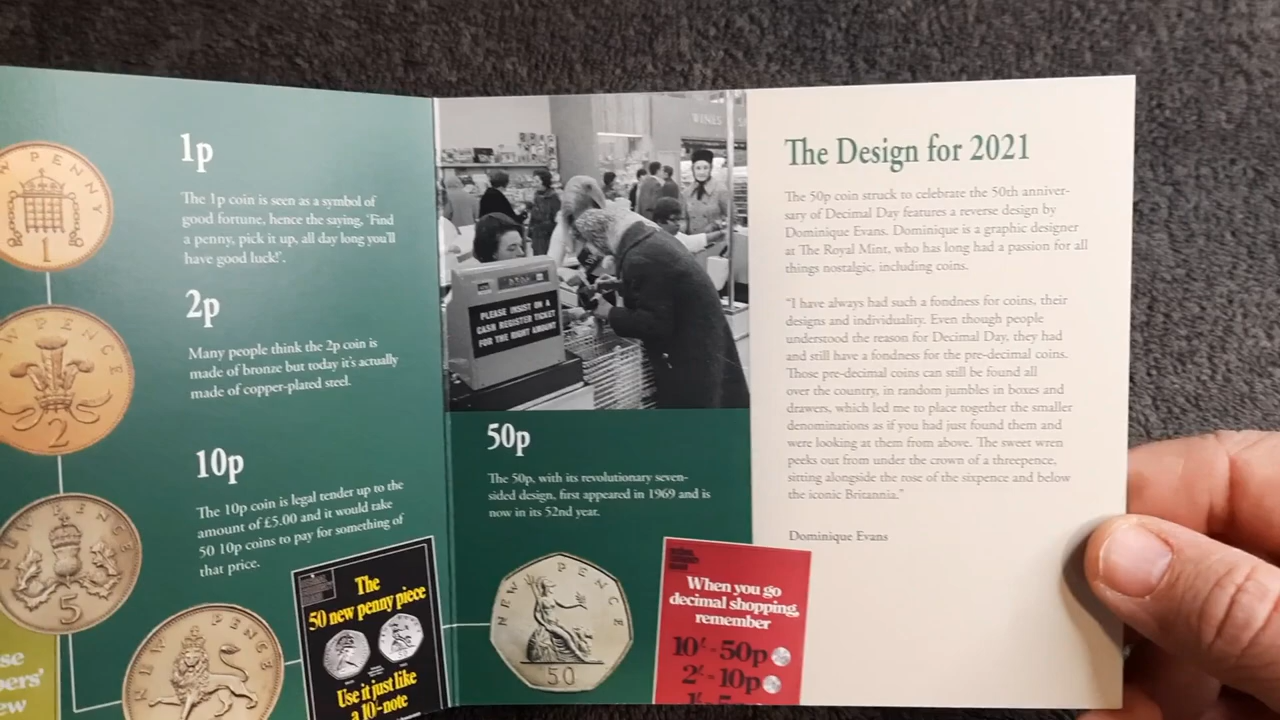 NEW PENNY
1
1p
The 1p coin is seen as a symbol of
good fortune, hence the saying, 'Find
a penny, pick it up, all day long you'll
have good luck!'.
PENCE
2
2p
Many people think the 2p coin is
made of bronze but today it's actually
made of copper-plated steel.
NEW PENCE
5
10p
The 10p coin is legal tender up to the
amount of £5.00 and it would take
50 10p coins to pay for something of
that price.
NEW PENCE
The
50 new penny piece
Use it just like
a 10/-note
WINES
PLEASE INSIST ON A
CASH REGISTER TICKET
FOR THE RIGHT AMOUNT
50p
The 50p, with its revolutionary seven-
sided design, first appeared in 1969 and is
now in its 52nd year.
NEW PENCE
50
When you go
decimal shopping,
remember
10/- - 50p
2/- - 10p
The Design for 2021
The 50p coin struck to celebrate the 50th anniver-
sary of Decimal Day features a reverse design by
Dominique Evans. Dominique is a graphic designer
at The Royal Mint, who has long had a passion for all
things nostalgic, including coins.
"I have always had such a fondness for coins, their
designs and individuality. Even though people
understood the reason for Decimal Day, they had
and still have a fondness for the pre-decimal coins.
Those pre-decimal coins can still be found all
over the country, in random jumbles in boxes and
drawers, which led me to place together the smaller
denominations as if you had just found them and
were looking at them from above. The sweet wren
peeks out from under the crown of a threepence,
sitting alongside the rose of the sixpence and below
the iconic Britannia."
Dominique Evans